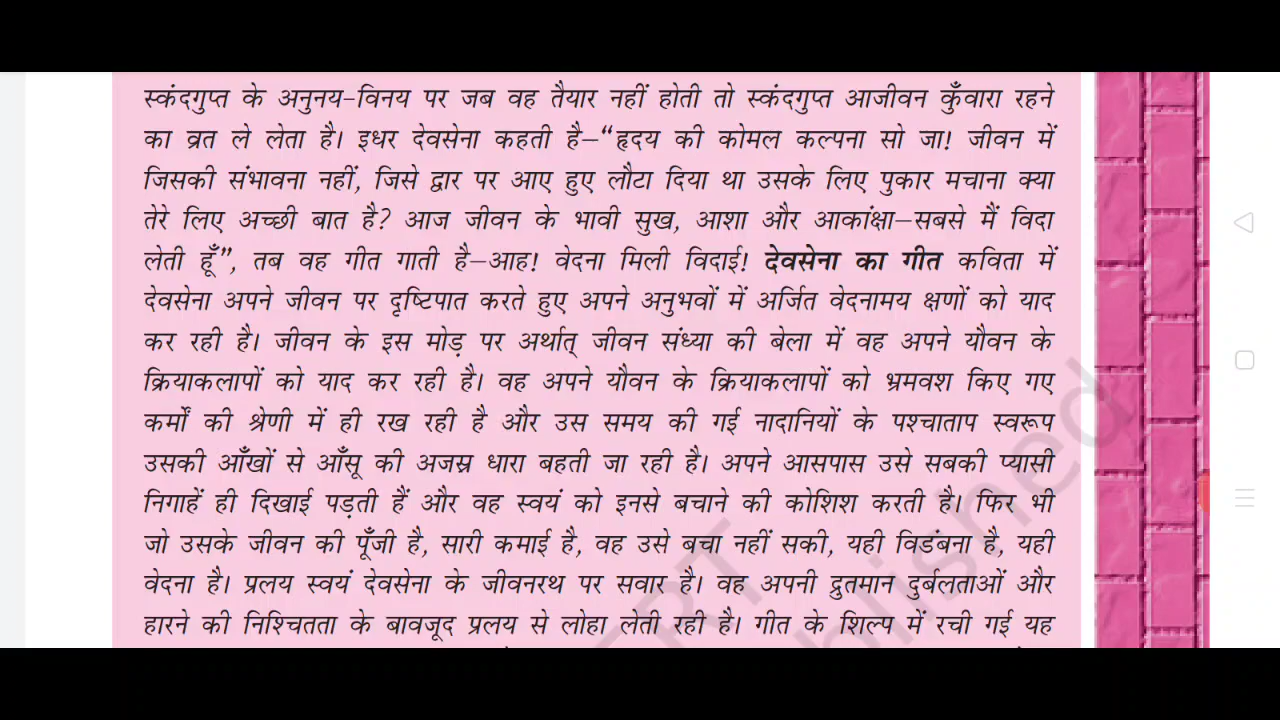 स्कंदगुप्त के अनुनय-विनय पर जब वह तैयार नहीं होती तो स्कंदगुप्त आजीवन कुँवारा रहने
का व्रत ले लेता है। इधर देवसेना कहती है–“हृदय की कोमल कल्पना सो जा! जीवन में
जिसकी संभावना नहीं, जिसे द्वार पर आए हुए लौटा दिया था उसके लिए पुकार मचाना क्या
तेरे लिए अच्छी बात है? आज जीवन के भावी सुख, आशा और आकांक्षा–सबसे मैं विदा
लेती हूँ”, तब वह गीत गाती है–आह! वेदना मिली विदाई! देवसेना का गीत कविता में
देवसेना अपने जीवन पर दृष्टिपात करते हुए अपने अनुभवों में अर्जित वेदनामय क्षणों को याद
कर रही है। जीवन के इस मोड़ पर अर्थात् जीवन संध्या की बेला में वह अपने यौवन के
क्रियाकलापों को याद कर रही है। वह अपने यौवन के क्रियाकलापों को भ्रमवश किए गए
कर्मों की श्रेणी में ही रख रही है और उस समय की गई नादानियों के पश्चाताप स्वरूप
उसकी आँखों से आँसू की अजस्र धारा बहती जा रही है। अपने आसपास उसे सबकी प्यासी
निगाहें ही दिखाई पड़ती हैं और वह स्वयं को इनसे बचाने की कोशिश करती है। फिर भी
जो उसके जीवन की पूँजी है, सारी कमाई है, वह उसे बचा नहीं सकी, यही विडंबना है, यही
वेदना है। प्रलय स्वयं देवसेना के जीवनरथ पर सवार है। वह अपनी द्रुतमान दुर्बलताओं और
हारने की निश्चितता के बावजूद प्रलय से लोहा लेती रही है। गीत के शिल्प में रची गई यह